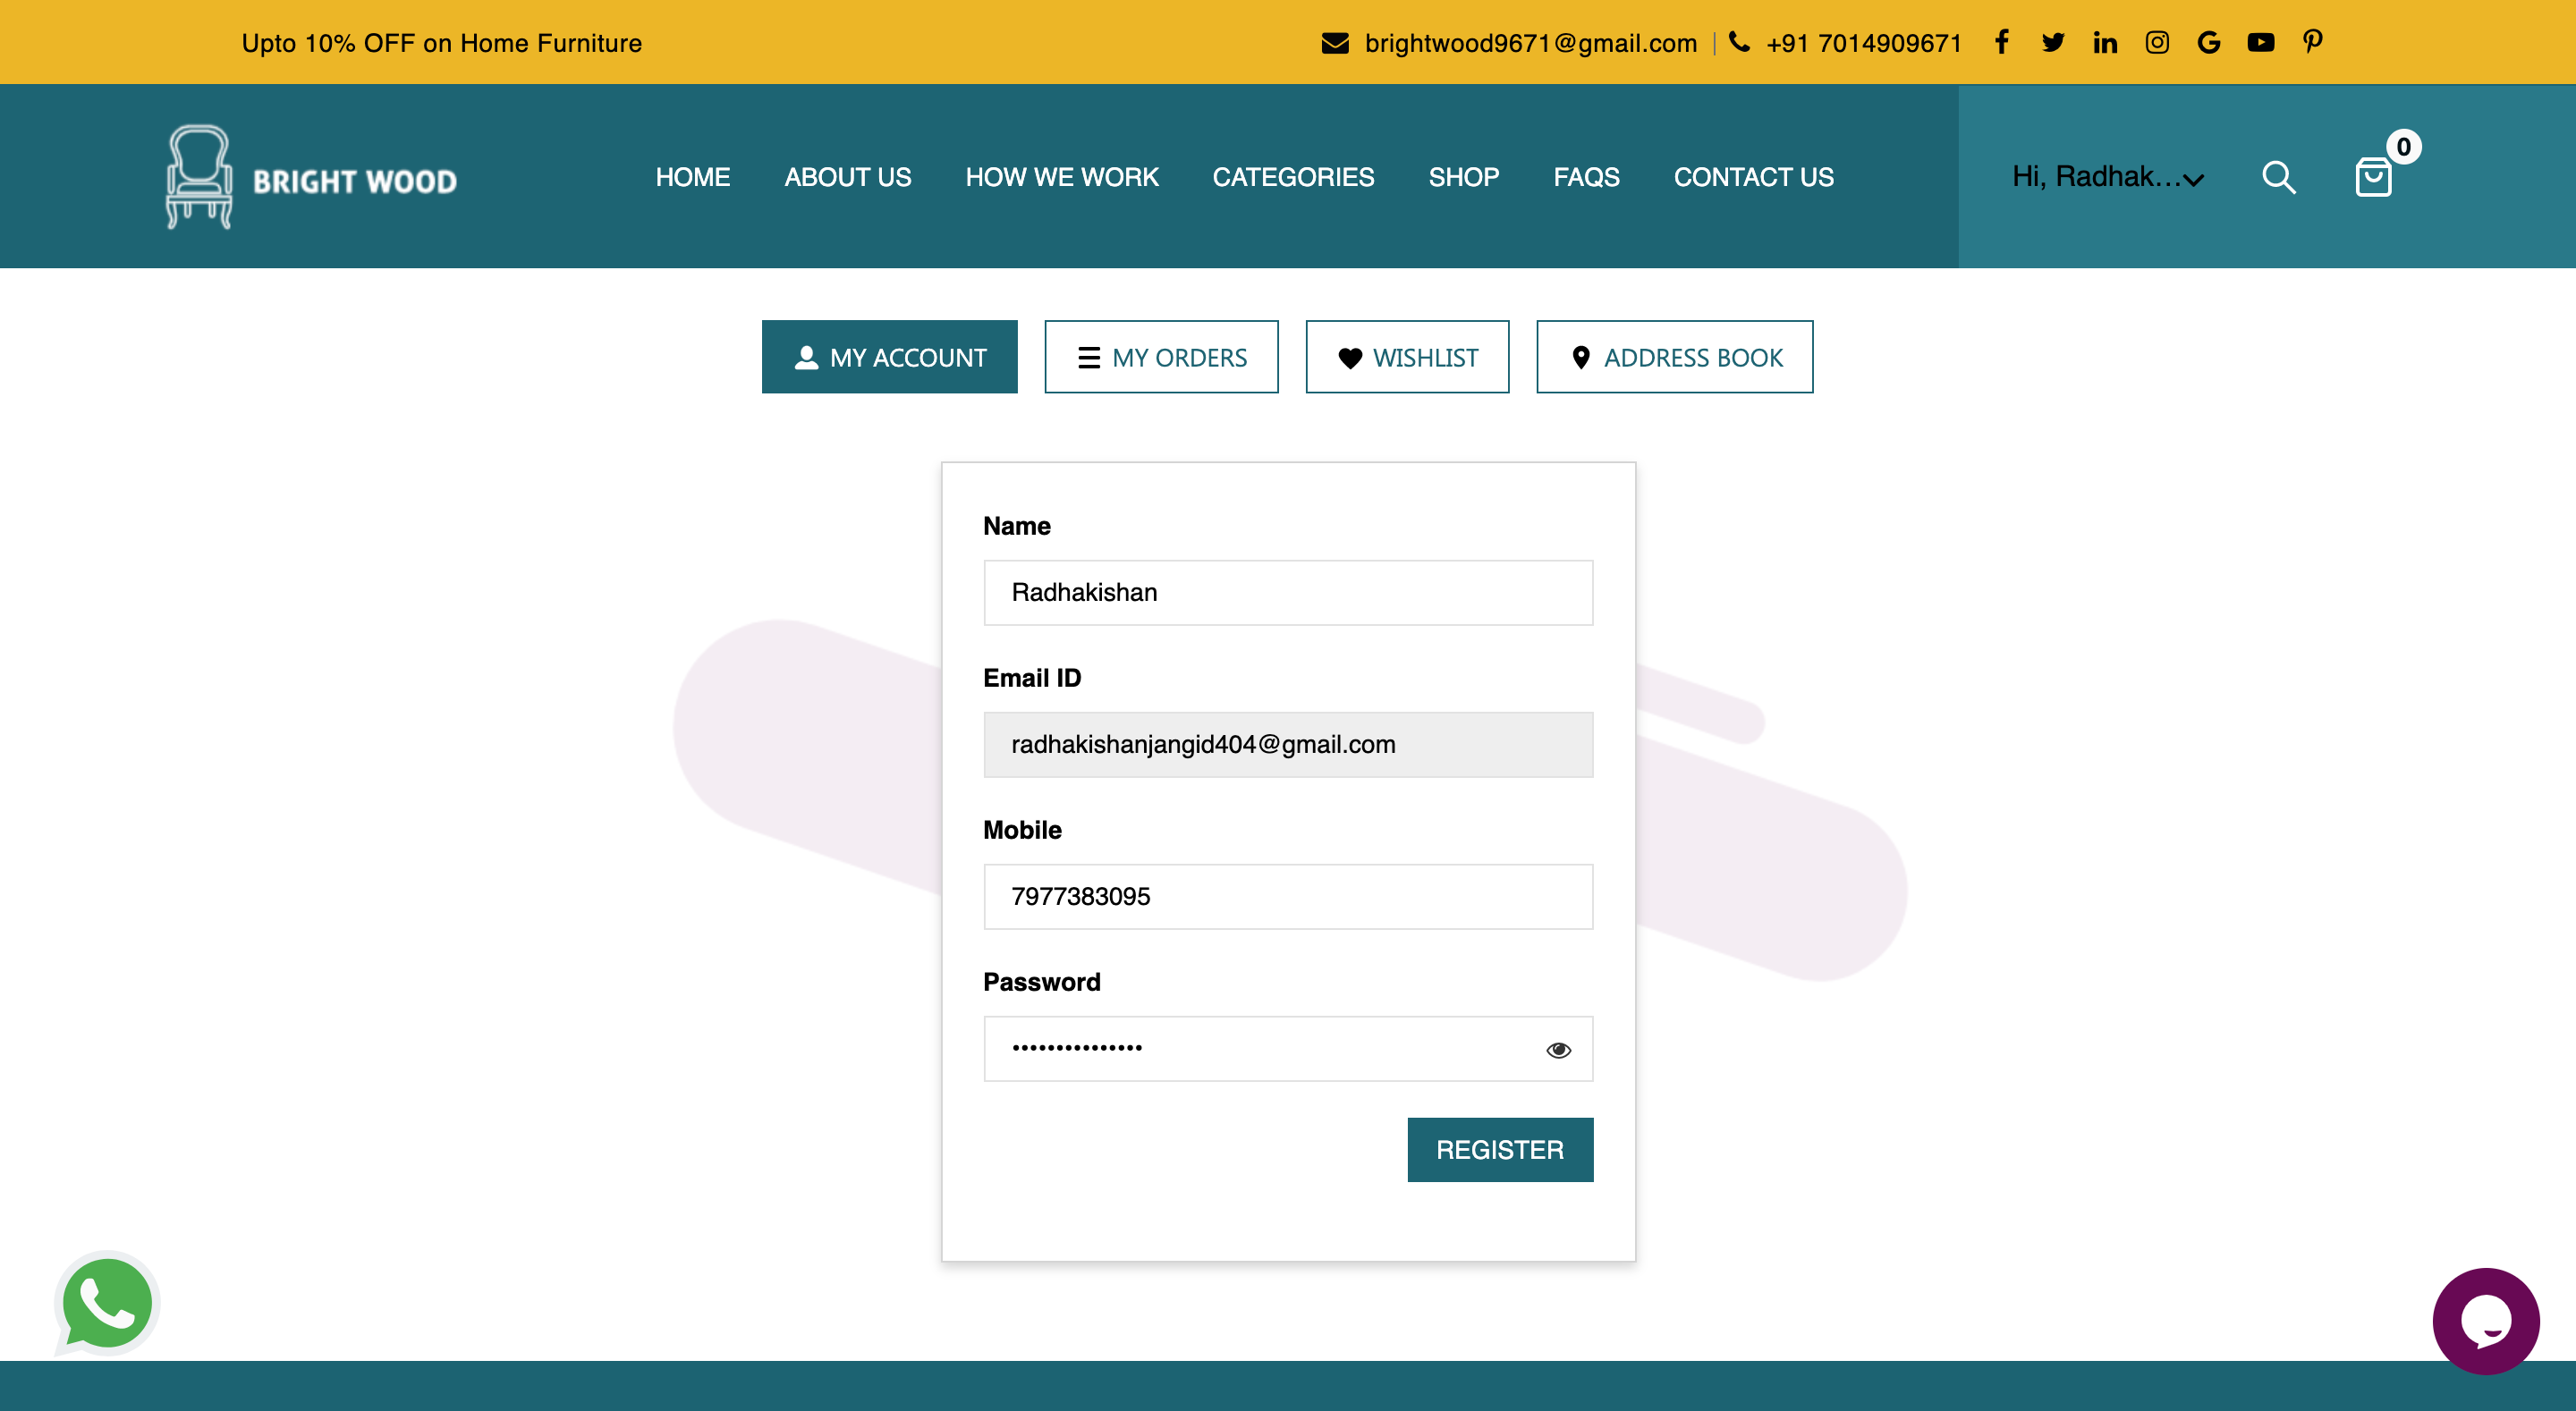 Upto 10% OFF on Home Furniture
brightwood9671@gmail.com | +91 7014909671
BRIGHT WOOD
HOME ABOUT US HOW WE WORK CATEGORIES SHOP FAQS CONTACT US
Hi, Radhak...
0
MY ACCOUNT MY ORDERS WISHLIST ADDRESS BOOK
Name
Radhakishan
Email ID
radhakishanjangid404@gmail.com
Mobile
7977383095
Password
•••••••••••••••
REGISTER